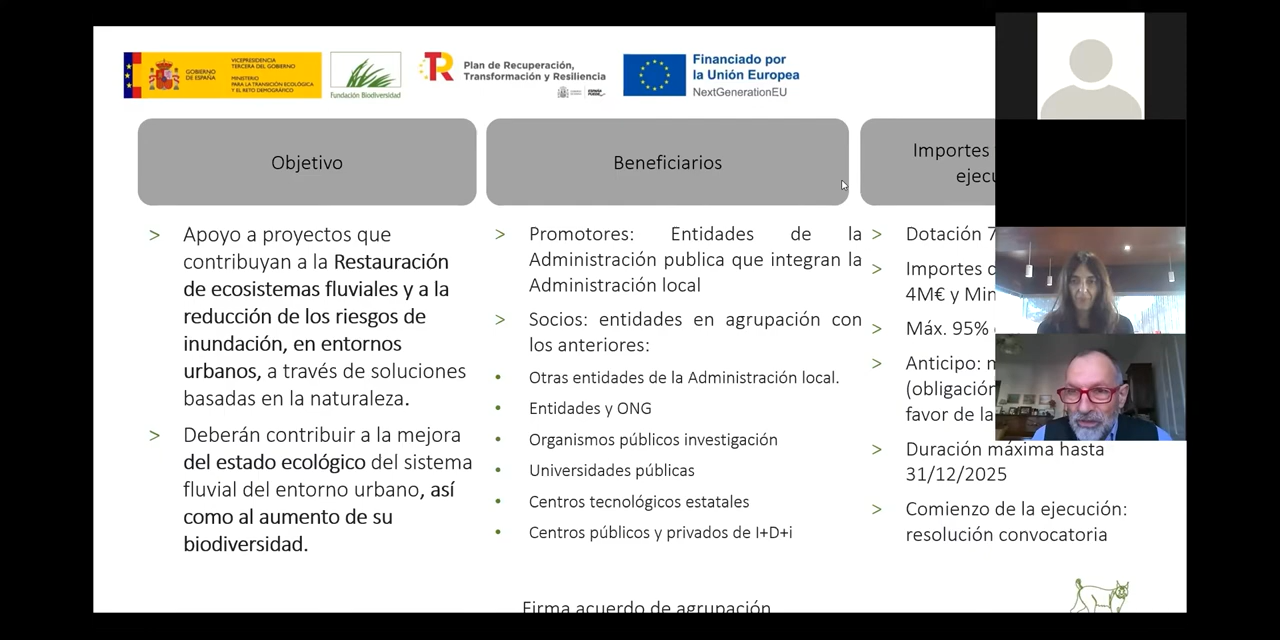 GOBIERNO
DE ESPAÑA
VICEPRESIDENCIA
TERCERA DEL GOBIERNO
MINISTERIO
PARA LA TRANSICIÓN ECOLÓGICA
Y EL RETO DEMOGRÁFICO
Fundación Biodiversidad
Plan de Recuperación,
Transformación y Resiliencia
Financiado por
la Unión Europea
NextGenerationEU
Objetivo
> Apoyo a proyectos que
contribuyan a la Restauración
de ecosistemas fluviales y a la
reducción de los riesgos de
inundación, en entornos
urbanos, a través de soluciones
basadas en la naturaleza.
> Deberán contribuir a la mejora
del estado ecológico del sistema
fluvial del entorno urbano, así
como al aumento de su
biodiversidad.
Beneficiarios
> Promotores: Entidades de la
Administración publica que integran la
Administración local
> Socios: entidades en agrupación con
los anteriores:
• Otras entidades de la Administración local.
• Entidades y ONG
• Organismos públicos investigación
• Universidades públicas
• Centros tecnológicos estatales
• Centros públicos y privados de I+D+i
Importes
> Dotación
> Importes
4M€ y
> Máx. 95%
> Anticipo:
(obligación
favor de la
> Duración máxima hasta
31/12/2025
> Comienzo de la ejecución:
resolución convocatoria
Firma acuerdo de agrupación